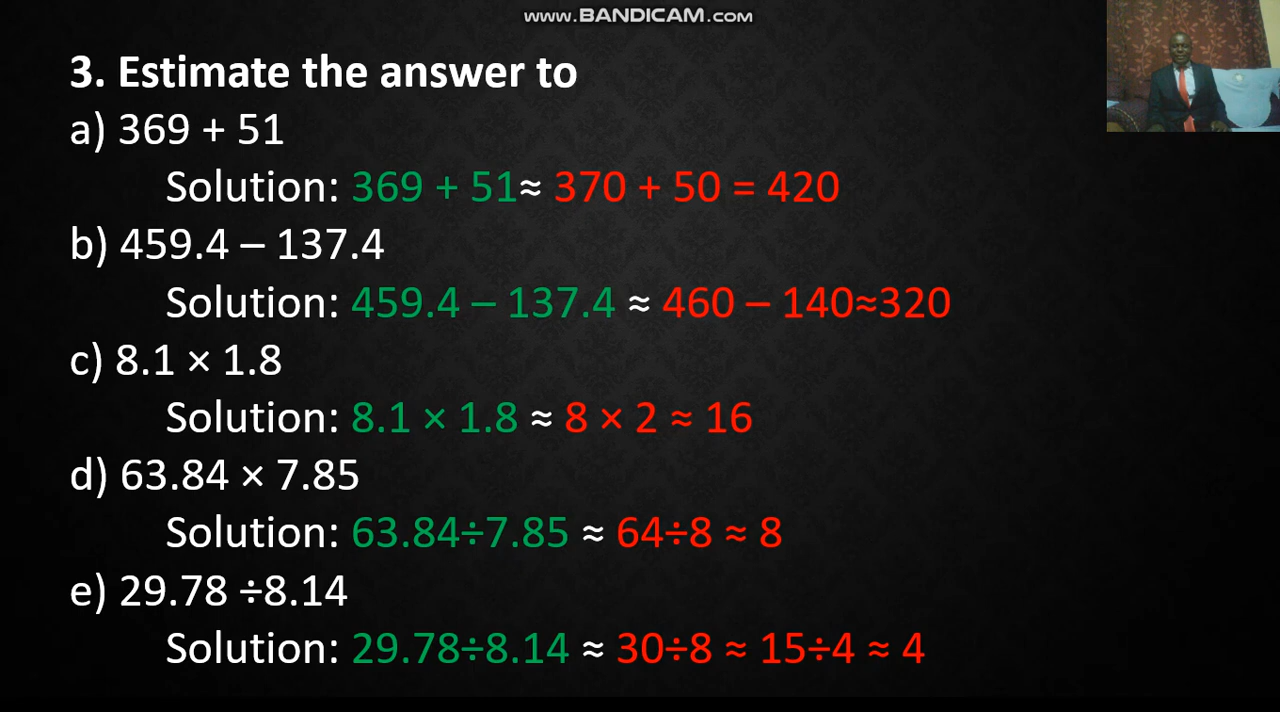 www.BANDICAM.com
3. Estimate the answer to
a) 369 + 51
Solution: 369 + 51≈ 370 + 50 = 420
b) 459.4 – 137.4
Solution: 459.4 – 137.4 ≈ 460 – 140≈320
c) 8.1 × 1.8
Solution: 8.1 × 1.8 ≈ 8 × 2 ≈ 16
d) 63.84 × 7.85
Solution: 63.84÷7.85 ≈ 64÷8 ≈ 8
e) 29.78 ÷8.14
Solution: 29.78÷8.14 ≈ 30÷8 ≈ 15÷4 ≈ 4